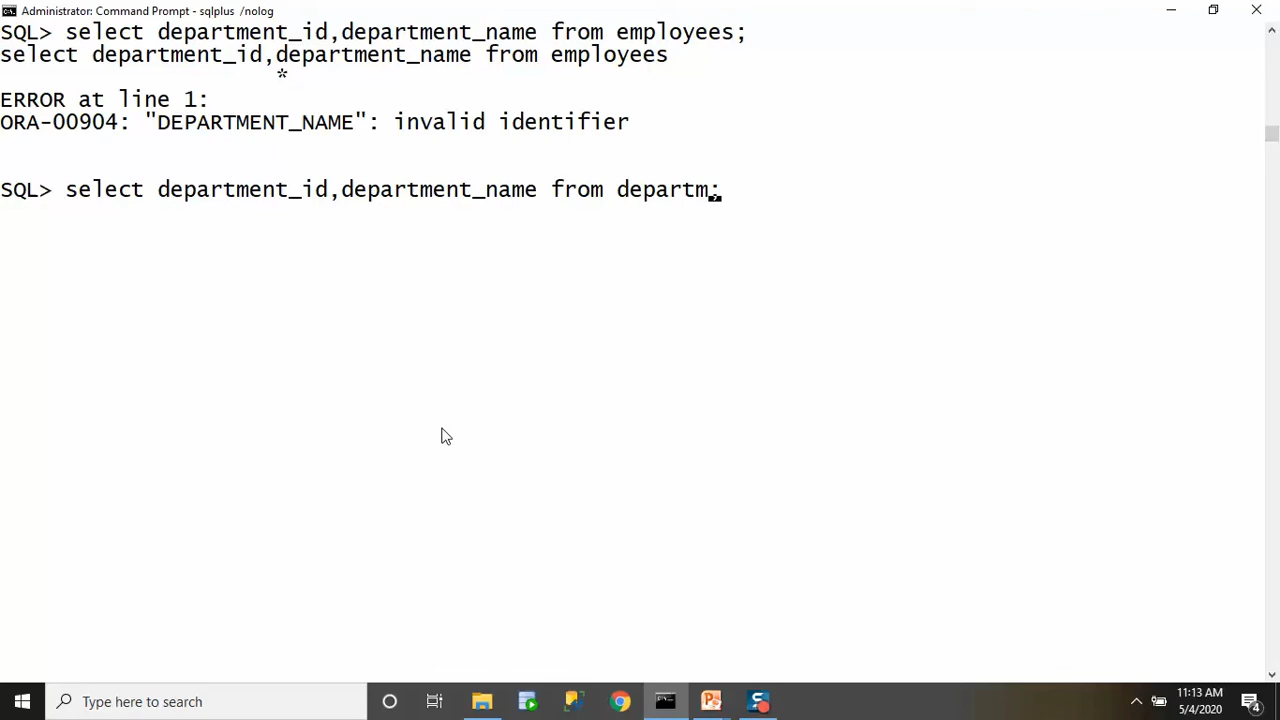 Administrator: Command Prompt - sqlplus /nolog
SQL> select department_id,department_name from employees;
select department_id,department_name from employees
*
ERROR at line 1:
ORA-00904: "DEPARTMENT_NAME": invalid identifier
SQL> select department_id,department_name from departm;
Type here to search
11:13 AM
5/4/2020
4